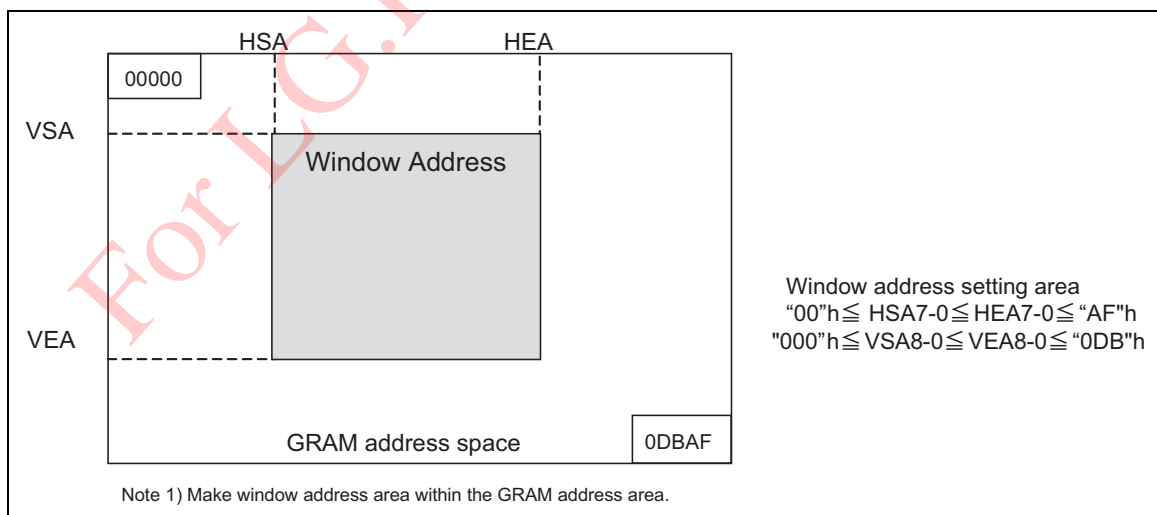 For LG.
HSA HEA
00000
VSA
Window Address
Window address setting area
“00”h≦ HSA7-0≦HEA7-0≦ “AF"h
"000”h≦VSA8-0≦VEA8-0≦ “0DB"h
VEA
GRAM address space
0DBAF
Note 1) Make window address area within the GRAM address area.